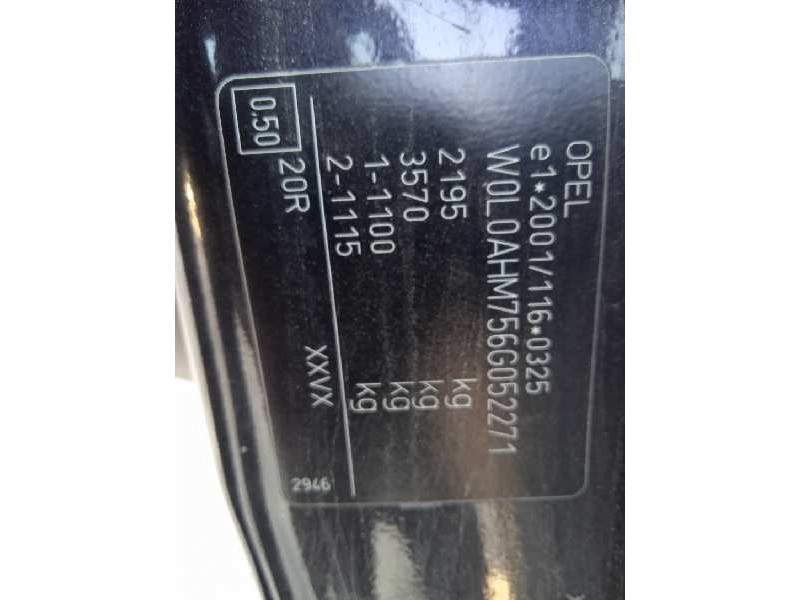 OPEL
e1*2001/116*0325
W0L0AHM756G052271
2195 kg
3570 kg
1-1100 kg
2-1115 kg
0.50 20R XXVX
2946